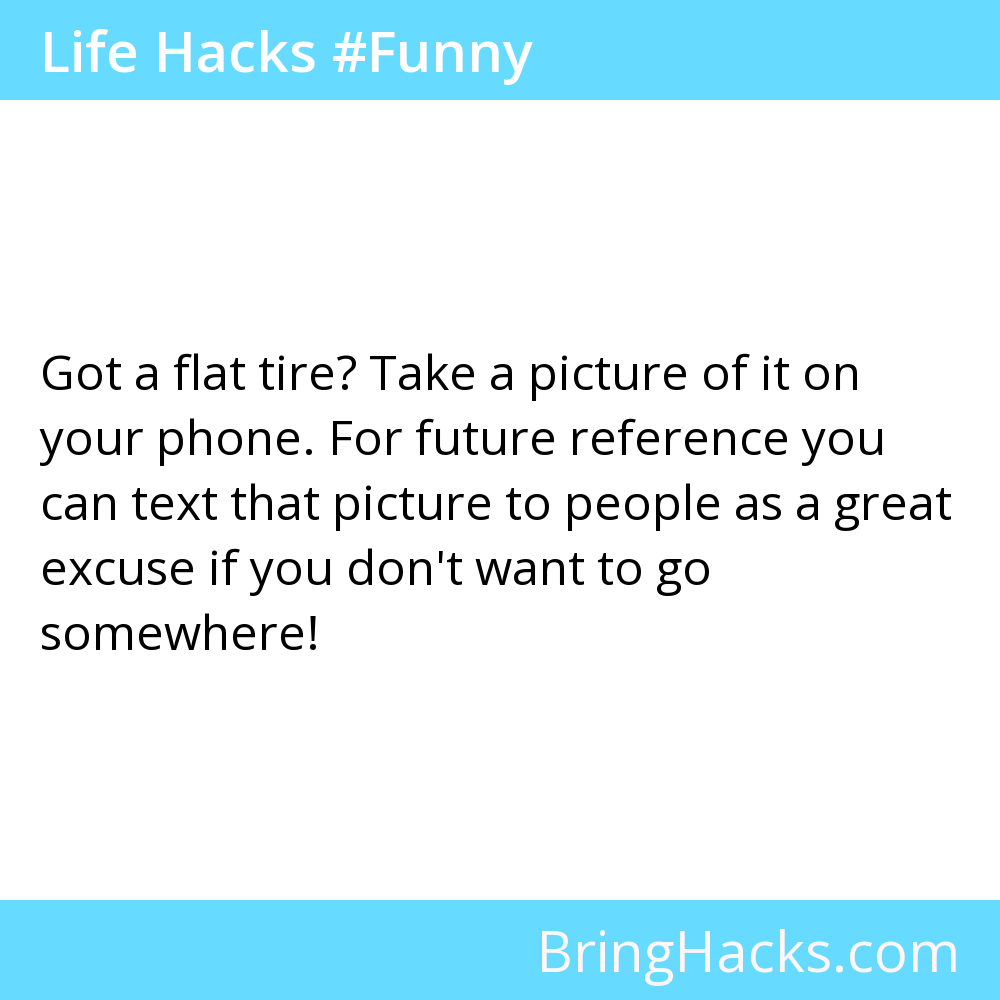 Life Hacks #Funny
Got a flat tire? Take a picture of it on
your phone. For future reference you
can text that picture to people as a great
excuse if you don't want to go
somewhere!
BringHacks.com